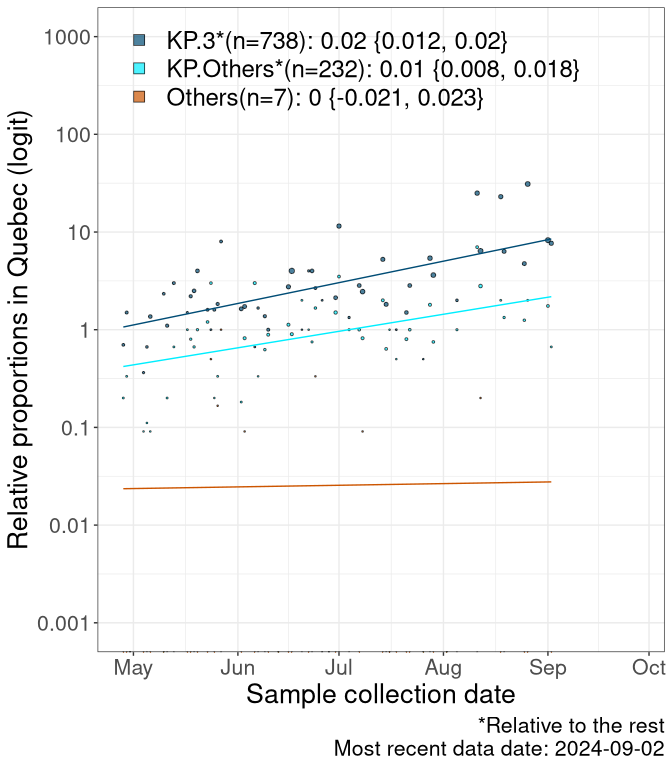 KP.3*(n=738): 0.02 {0.012, 0.02}
KP.Others*(n=232): 0.01 {0.008, 0.018}
Others(n=7): 0 {-0.021, 0.023}
Relative proportions in Quebec (logit)
1000
100
10
1
0.1
0.01
0.001
May Jun Jul Aug Sep Oct
Sample collection date
*Relative to the rest
Most recent data date: 2024-09-02